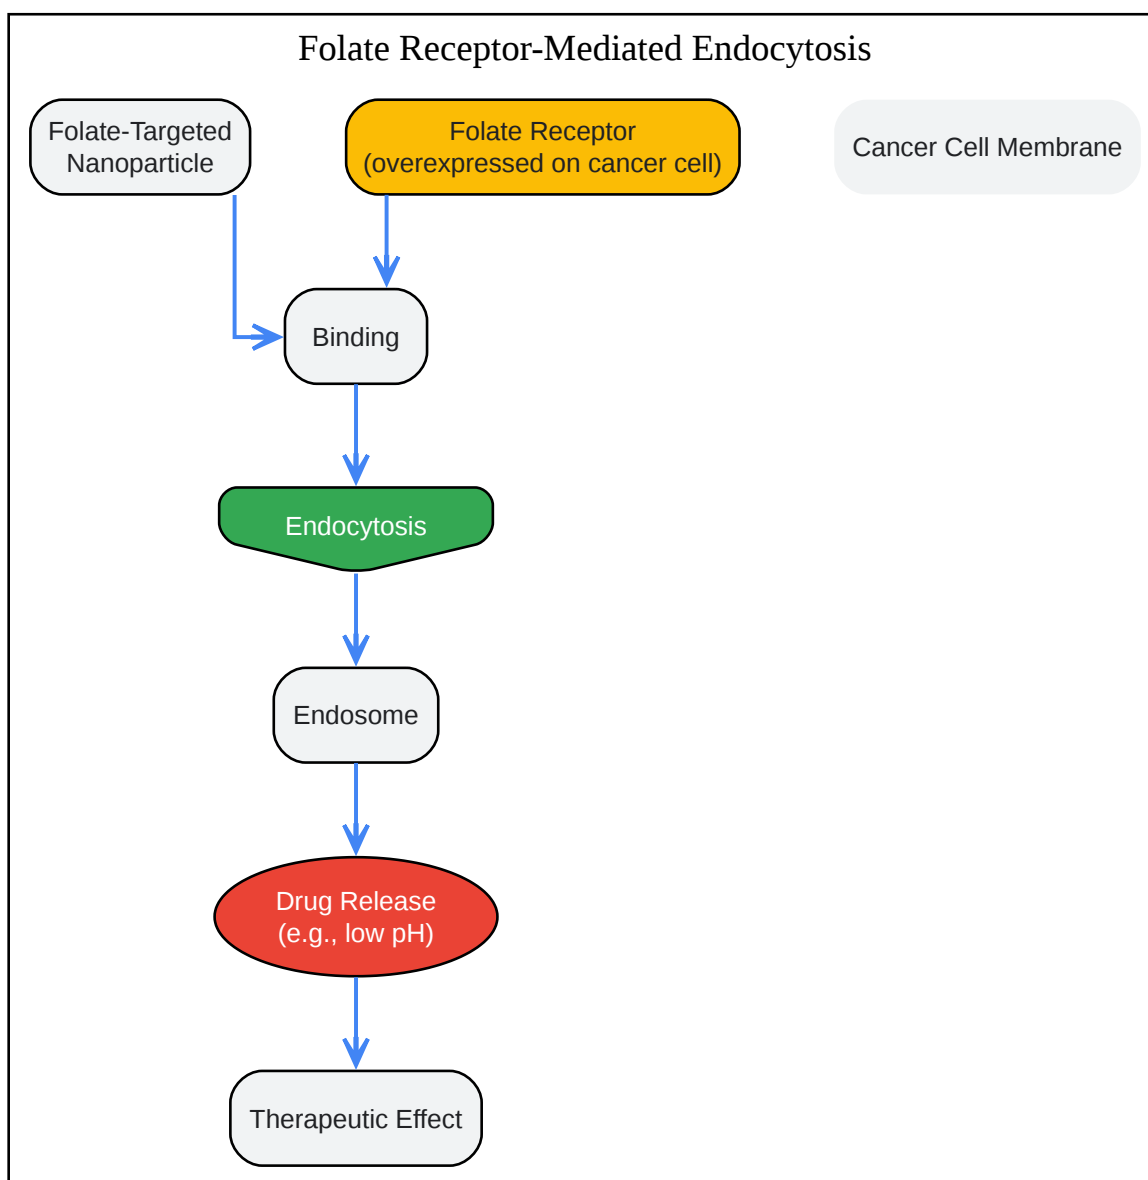 Folate Receptor-Mediated Endocytosis
Folate-Targeted
Nanoparticle
Folate Receptor
(overexpressed on cancer cell)
Cancer Cell Membrane
Binding
Endocytosis
Endosome
Drug Release
(e.g., low pH)
Therapeutic Effect